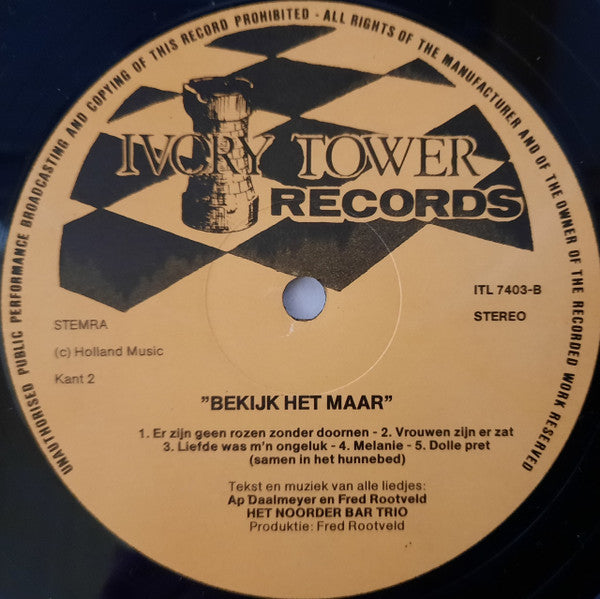 UNAUTHORISED PUBLIC PERFORMANCE BROADCASTING AND COPYING OF THIS RECORD PROHIBITED - ALL RIGHTS OF THE MANUFACTURER AND OF THE OWNER OF THE RECORDED WORK RESERVED
IVORY TOWER
RECORDS
ITL 7403-B
STEREO
STEMRA
(c) Holland Music
Kant 2
"BEKIJK HET MAAR"
1. Er zijn geen rozen zonder doornen - 2. Vrouwen zijn er zat
3. Liefde was m'n ongeluk - 4. Melanie - 5. Dolle pret
(samen in het hunnebed)
Tekst en muziek van alle liedjes:
Ap Daalmeyer en Fred Rootveld
HET NOORDER BAR TRIO
Produktie: Fred Rootveld